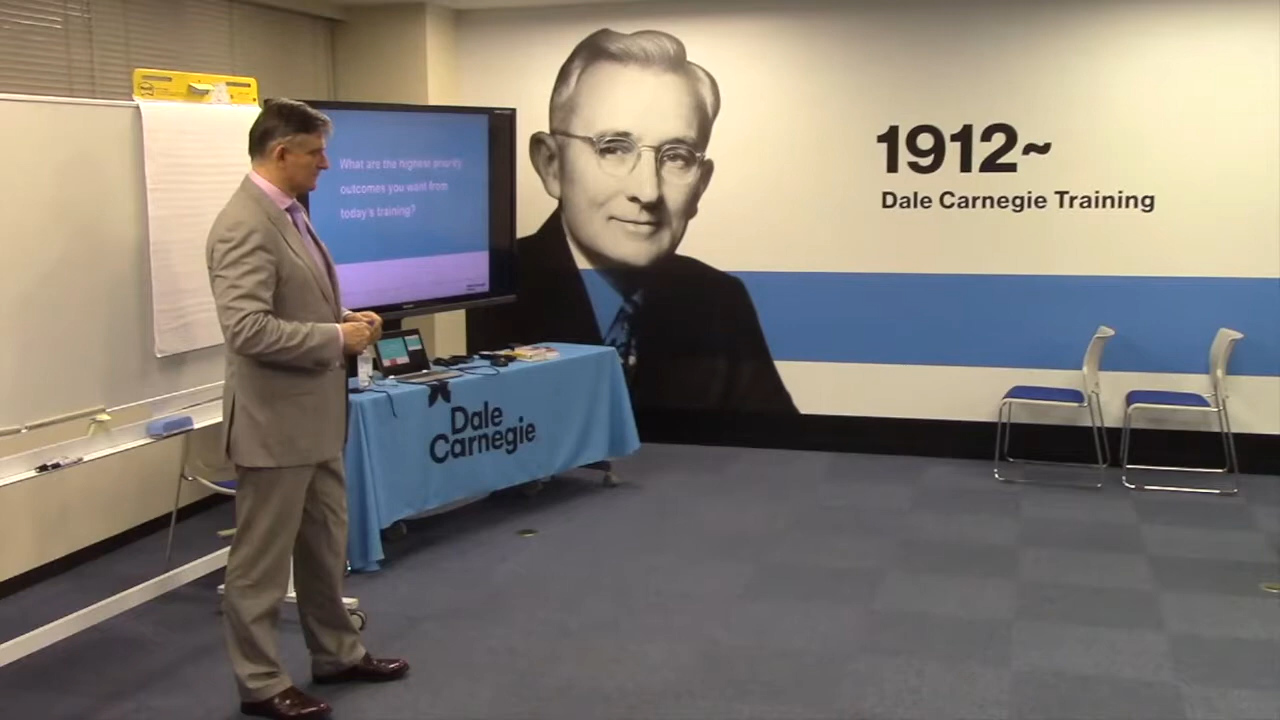 What are the highest priority
outcomes you want from
today's training?
1912~
Dale Carnegie Training
Dale
Carnegie